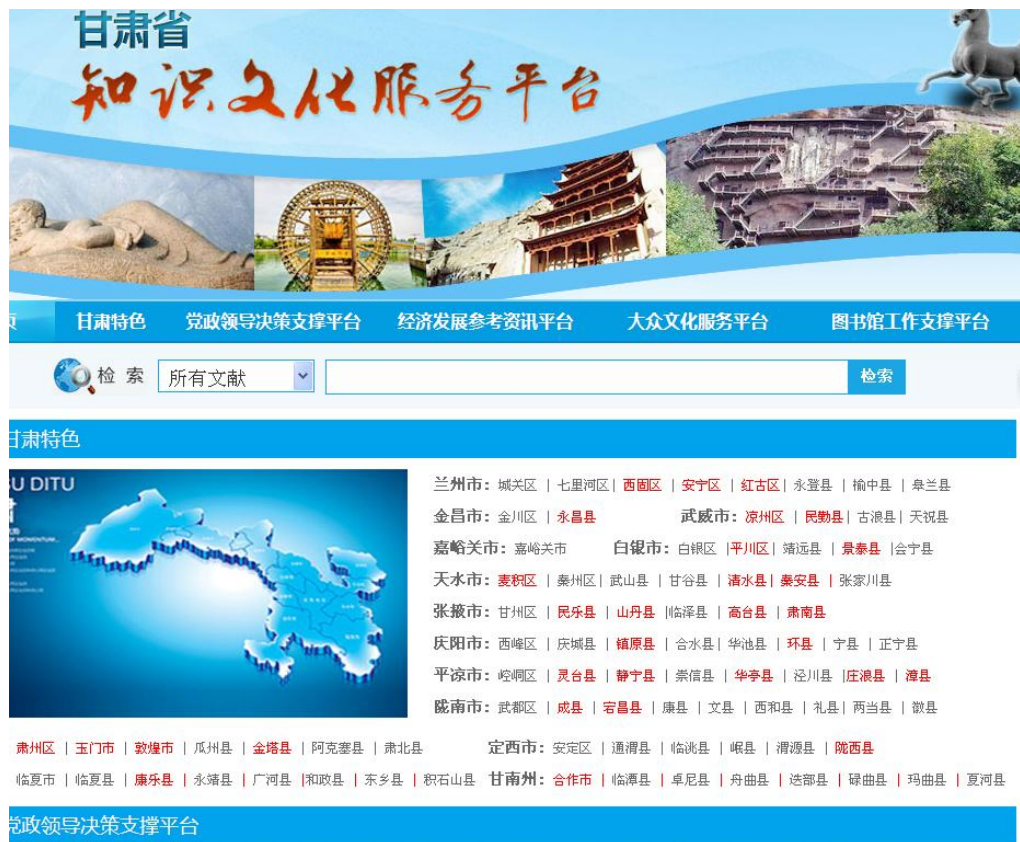 甘肃省
知识文化服务平台
页 甘肃特色 党政领导决策支撑平台 经济发展参考资讯平台 大众文化服务平台 图书馆工作支撑平台
检 索 所有文献 检索
甘肃特色
U DITU
兰州市：城关区 | 七里河区| 西固区 | 安宁区 | 红古区| 永登县 | 榆中县 | 皋兰县
金昌市：金川区 | 永昌县 武威市：凉州区 | 民勤县| 古浪县| 天祝县
嘉峪关市：嘉峪关市 白银市：白银区 |平川区| 靖远县 | 景泰县 |会宁县
天水市：麦积区 | 秦州区| 武山县 | 甘谷县 | 清水县| 秦安县 | 张家川县
张掖市：甘州区 | 民乐县 | 山丹县 |临泽县 | 高台县 | 肃南县
庆阳市：西峰区 | 庆城县 | 镇原县 | 合水县| 华池县 | 环县 | 宁县 | 正宁县
平凉市：崆峒区 | 灵台县 | 静宁县 | 崇信县 | 华亭县 | 泾川县 |庄浪县 | 漳县
陇南市：武都区 | 成县 | 宕昌县 | 康县 | 文县 | 西和县 | 礼县| 两当县 | 徽县
肃州区 | 玉门市 | 敦煌市 | 瓜州县 | 金塔县 | 阿克塞县 | 肃北县 定西市：安定区 | 通渭县 | 临洮县 | 岷县 | 渭源县 | 陇西县
临夏市 | 临夏县 | 康乐县 | 永靖县 | 广河县 |和政县 | 东乡县 | 积石山县 甘南州：合作市 | 临潭县 | 卓尼县 | 舟曲县 | 迭部县 | 碌曲县 | 玛曲县 | 夏河县
党政领导决策支撑平台